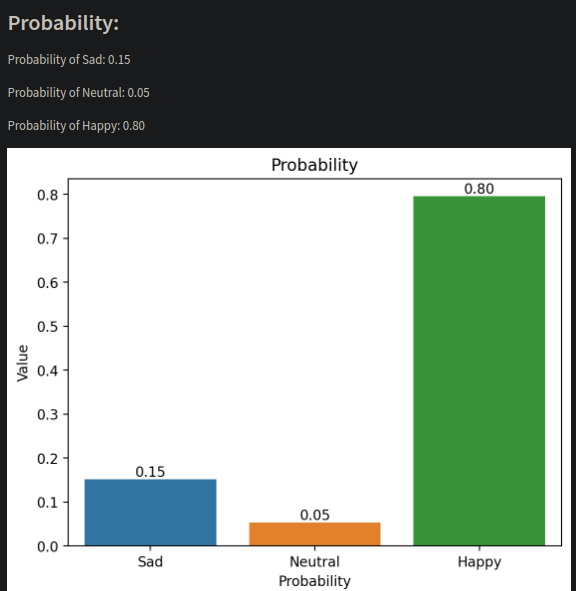 Probability:
Probability of Sad: 0.15
Probability of Neutral: 0.05
Probability of Happy: 0.80
Probability
0.80
0.8
0.7
0.6
0.5
Value
0.4
0.3
0.2
0.15
0.1
0.05
0.0
Sad Neutral Happy
Probability